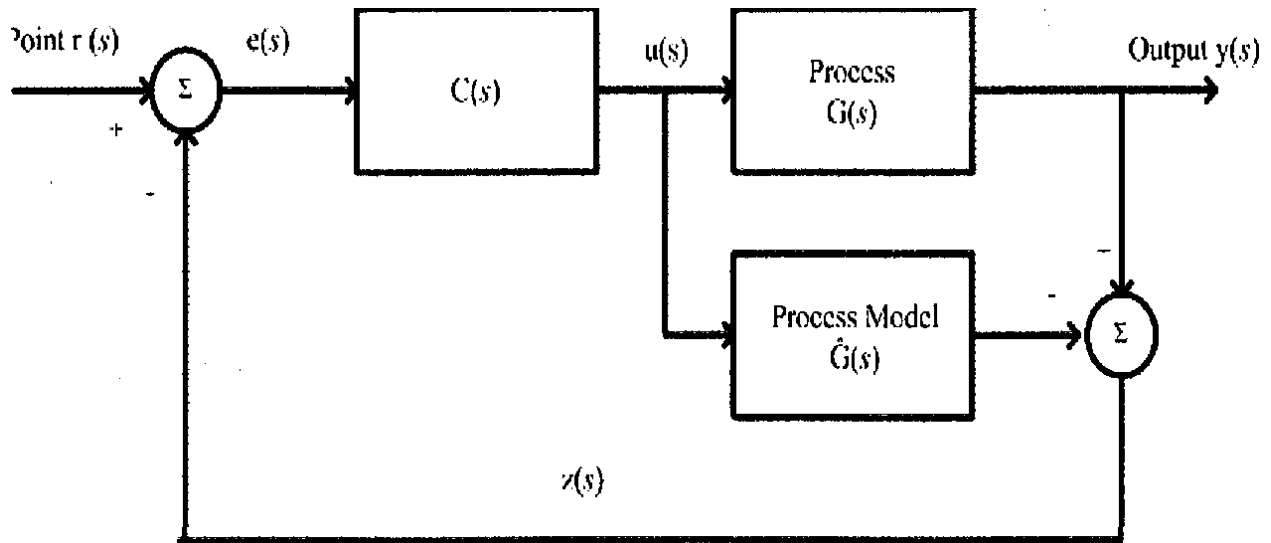 Point r (s)
e(s)
u(s)
Output y(s)
Σ
C(s)
Process
G(s)
+
-
Process Model
Ĝ(s)
-
Σ
z(s)